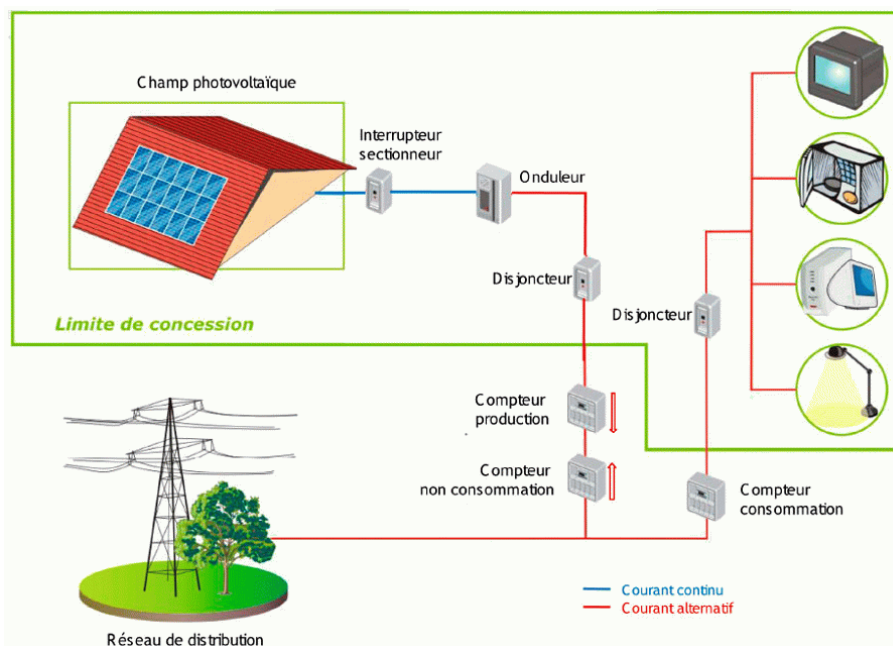 Champ photovoltaïque
Interrupteur
sectionneur
Onduleur
Disjoncteur
Disjoncteur
Limite de concession
Compteur
production
Compteur
non consommation
Compteur
consommation
Courant continu
Courant alternatif
Réseau de distribution